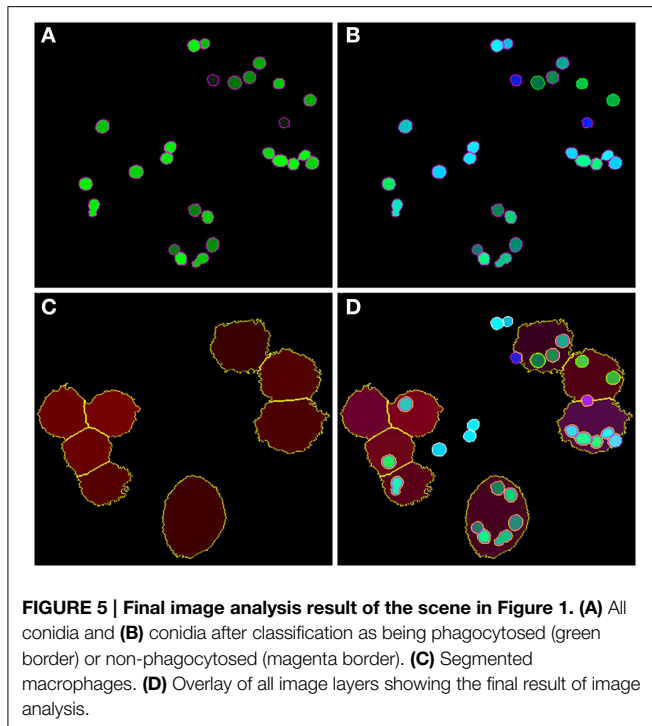 A
B
C
D
FIGURE 5 | Final image analysis result of the scene in Figure 1. (A) All
conidia and (B) conidia after classification as being phagocytosed (green
border) or non-phagocytosed (magenta border). (C) Segmented
macrophages. (D) Overlay of all image layers showing the final result of image
analysis.